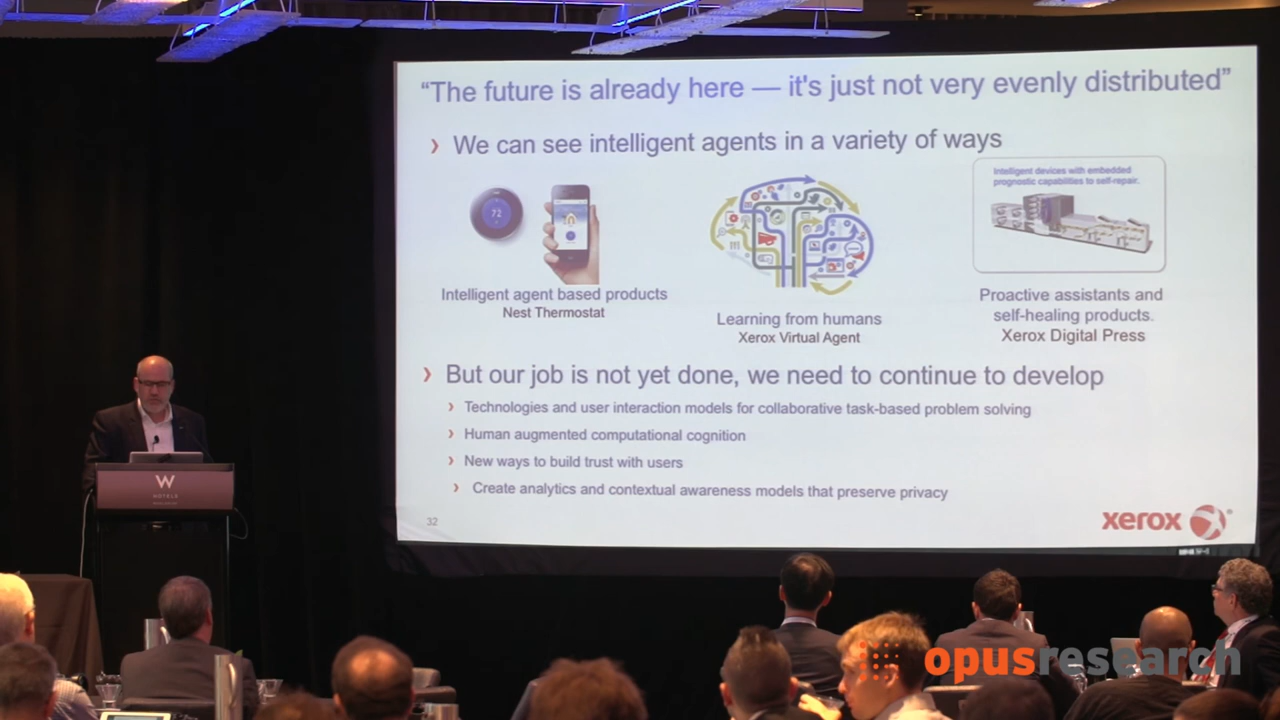 “The future is already here — it's just not very evenly distributed”
› We can see intelligent agents in a variety of ways
72
Intelligent agent based products
Nest Thermostat
Learning from humans
Xerox Virtual Agent
Intelligent devices with embedded
prognostic capabilities to self-repair.
Proactive assistants and
self-healing products.
Xerox Digital Press
› But our job is not yet done, we need to continue to develop
› Technologies and user interaction models for collaborative task-based problem solving
› Human augmented computational cognition
› New ways to build trust with users
› Create analytics and contextual awareness models that preserve privacy
32
xerox
W
HOTELS
opusresearch